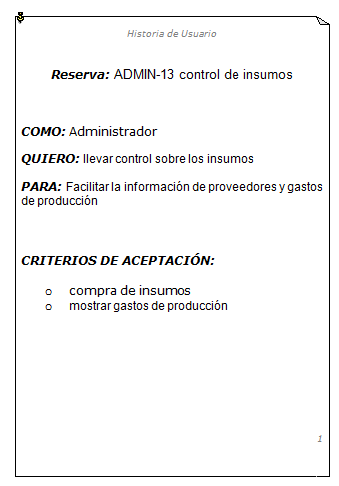 Historia de Usuario
Reserva: ADMIN-13 control de insumos
COMO: Administrador
QUIERO: llevar control sobre los insumos
PARA: Facilitar la información de proveedores y gastos
de producción
CRITERIOS DE ACEPTACIÓN:
o compra de insumos
o mostrar gastos de producción
1